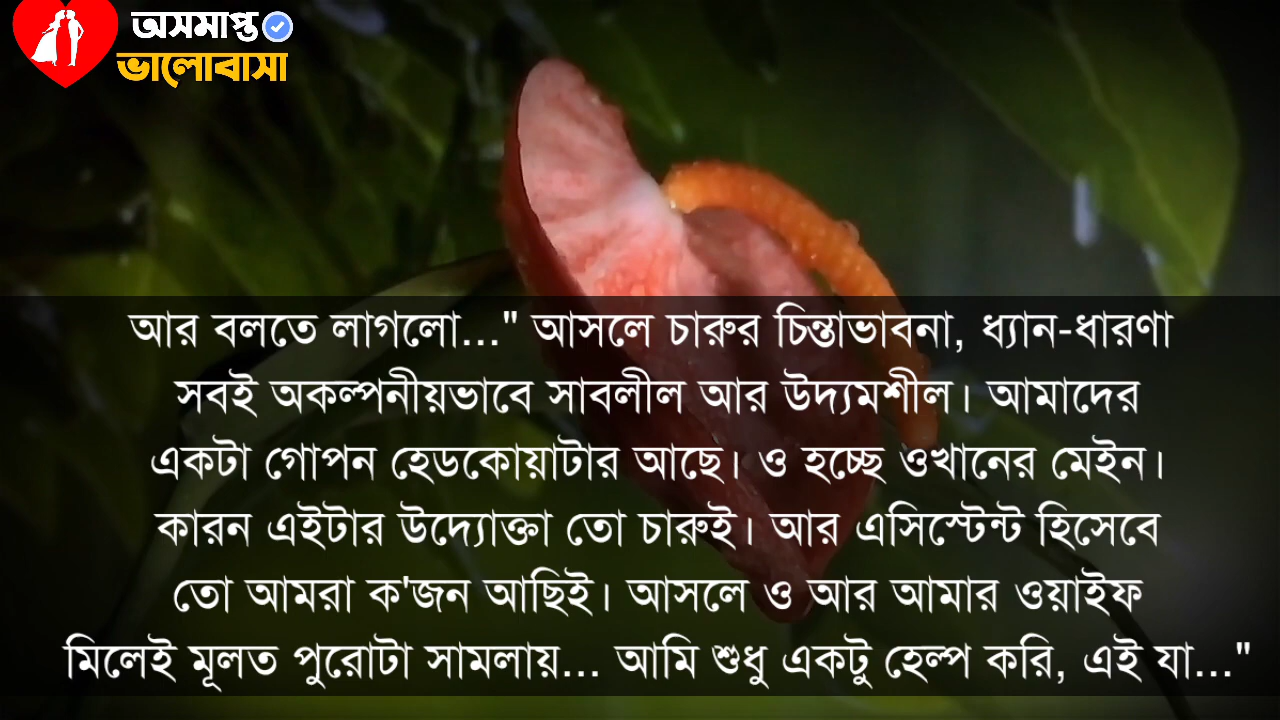 অসমাপ্ত
ভালোবাসা
আর বলতে লাগলো..." আসলে চারুর চিন্তাভাবনা, ধ্যান-ধারণা
সবই অকল্পনীয়ভাবে সাবলীল আর উদ্যমশীল। আমাদের
একটা গোপন হেডকোয়াটার আছে। ও হচ্ছে ওখানের মেইন।
কারন এইটার উদ্যোক্তা তো চারুই। আর এসিস্টেন্ট হিসেবে
তো আমরা ক'জন আছিই। আসলে ও আর আমার ওয়াইফ
মিলেই মূলত পুরোটা সামলায়... আমি শুধু একটু হেল্প করি, এই যা..."